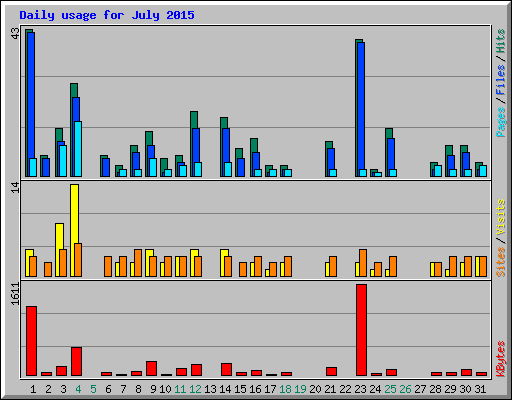 Daily usage for July 2015
43
Pages / Files / Hits
14
Sites / Visits
1611
KBytes
1 2 3 4 5 6 7 8 9 10 11 12 13 14 15 16 17 18 19 20 21 22 23 24 25 26 27 28 29 30 31